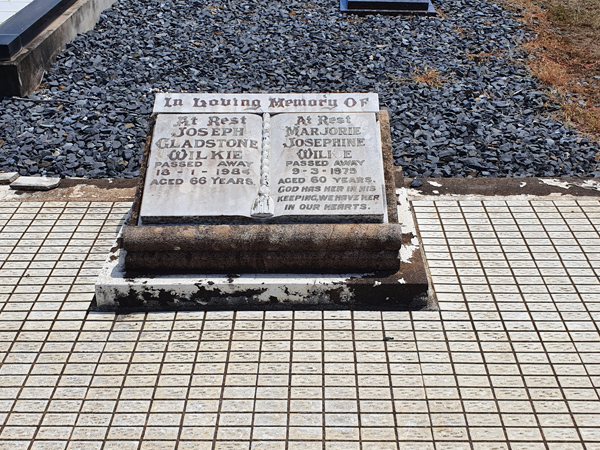 In Loving Memory Of
At Rest
JOSEPH
GLADSTONE
WILKIE
PASSED AWAY
18-1-1984
AGED 66 YEARS.
At Rest
MARJORIE
JOSEPHINE
WILKIE
PASSED AWAY
9-3-1975
AGED 60 YEARS.
GOD HAS HER IN HIS
KEEPING, WE HAVE HER
IN OUR HEARTS.